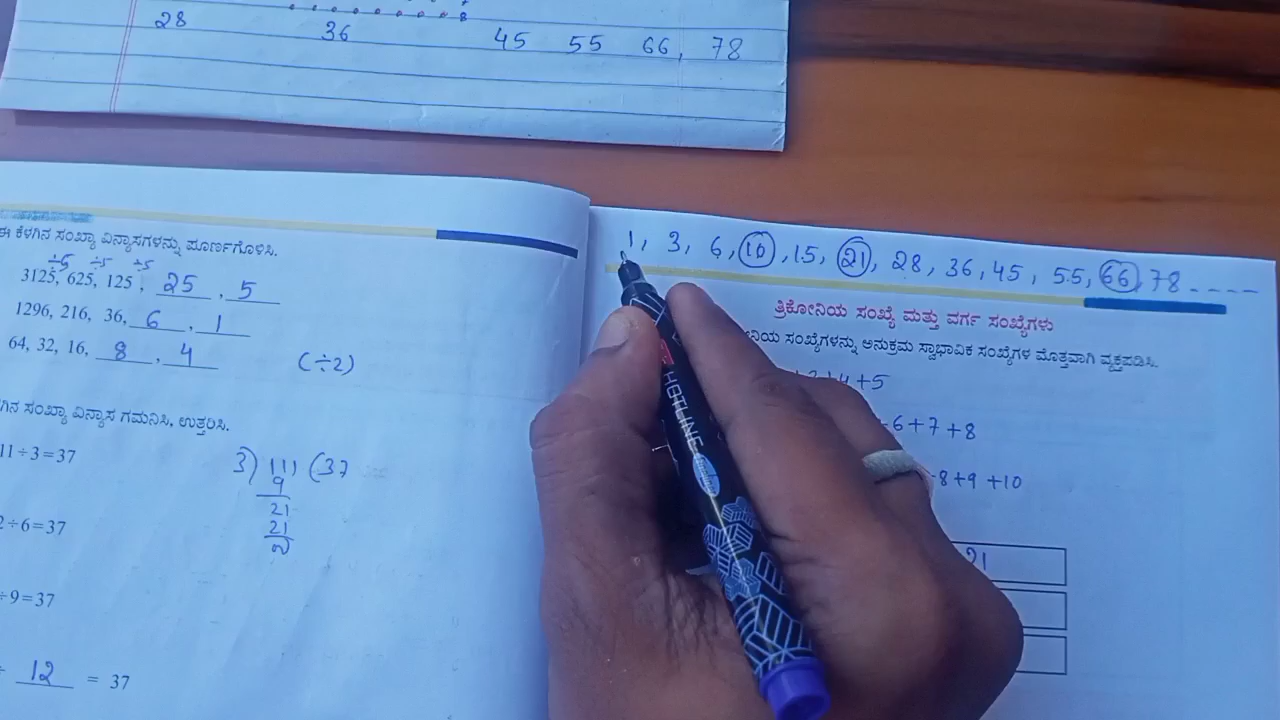 28 36 45 55 66, 78
ಈ ಕೆಳಗಿನ ಸಂಖ್ಯಾ ವಿನ್ಯಾಸಗಳನ್ನು ಪೂರ್ಣಗೊಳಿಸಿ.
÷5 ÷5 ÷5
3125, 625, 125, 25, 5
1296, 216, 36, 6, 1
64, 32, 16, 8, 4 (÷2)
ಸಂಖ್ಯಾ ವಿನ್ಯಾಸ ಗಮನಿಸಿ, ಉತ್ತರಿಸಿ.
11÷3=37
3) 111 (37
9
21
21
÷6=37
÷9=37
12 = 37
1, 3, 6, 10, 15, 21, 28, 36, 45, 55, 66, 78 ----
ತ್ರಿಕೋನಿಯ ಸಂಖ್ಯೆ ಮತ್ತು ವರ್ಗ ಸಂಖ್ಯೆಗಳು
ಸಂಖ್ಯೆಗಳನ್ನು ಅನುಕ್ರಮ ಸ್ವಾಭಾವಿಕ ಸಂಖ್ಯೆಗಳ ಮೊತ್ತವಾಗಿ ವ್ಯಕ್ತಪಡಿಸಿ.
+5
6+7+8
8+9+10
21
HOTLINE